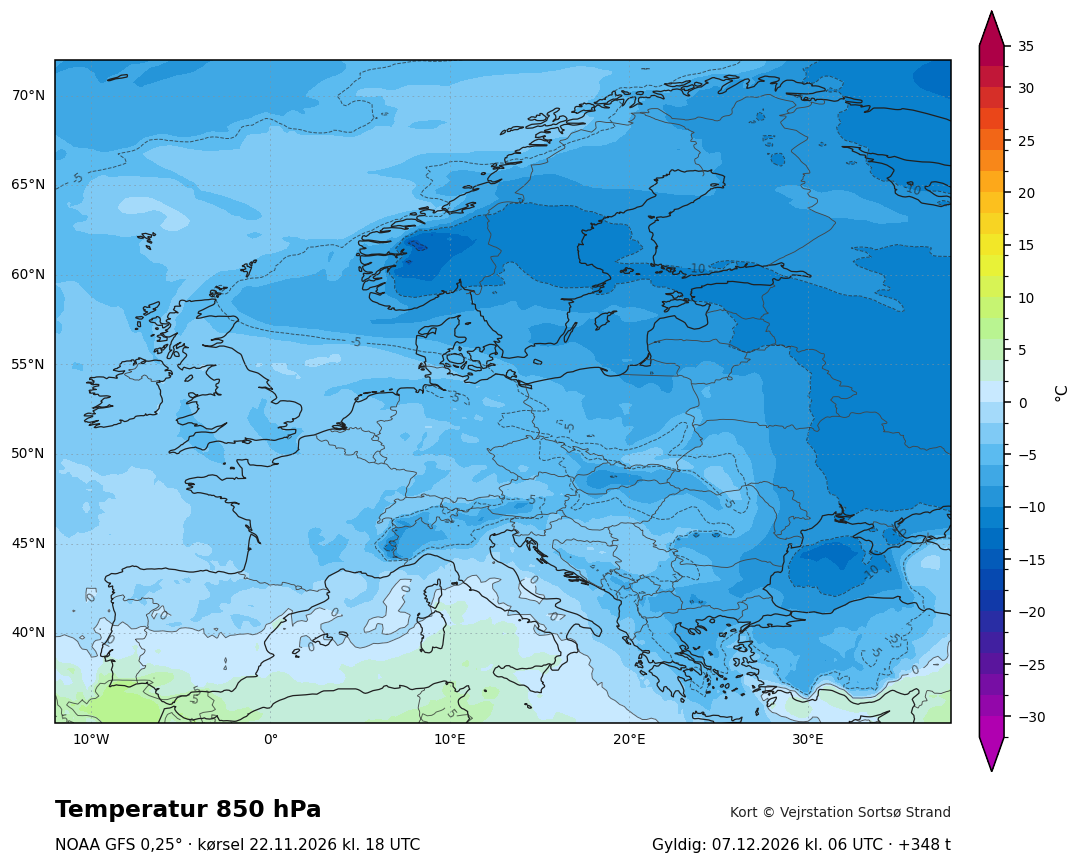 35
30
25
20
15
10
5
0
−5
−10
−15
−20
−25
−30
°C
70°N
65°N
60°N
55°N
50°N
45°N
40°N
10°W
0°
10°E
20°E
30°E
Temperatur 850 hPa
Kort © Vejrstation Sortsø Strand
NOAA GFS 0,25° · kørsel 22.11.2026 kl. 18 UTC
Gyldig: 07.12.2026 kl. 06 UTC · +348 t